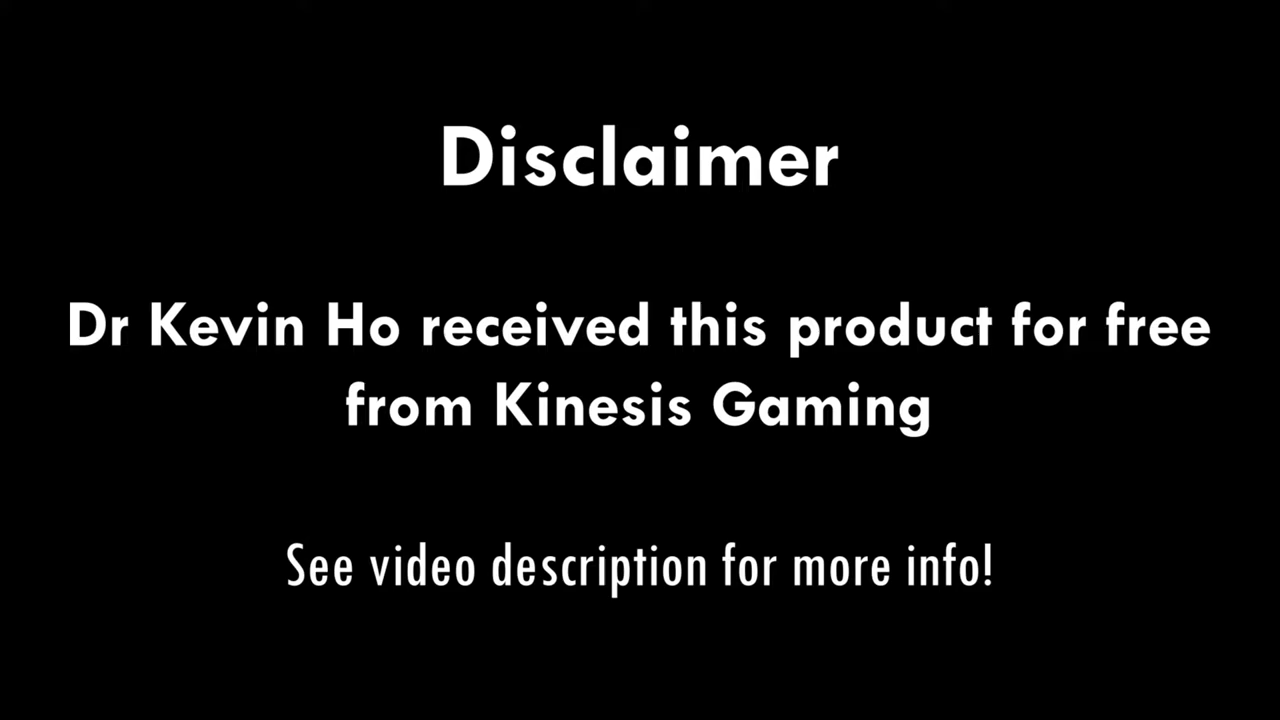 Disclaimer
Dr Kevin Ho received this product for free
from Kinesis Gaming
See video description for more info!